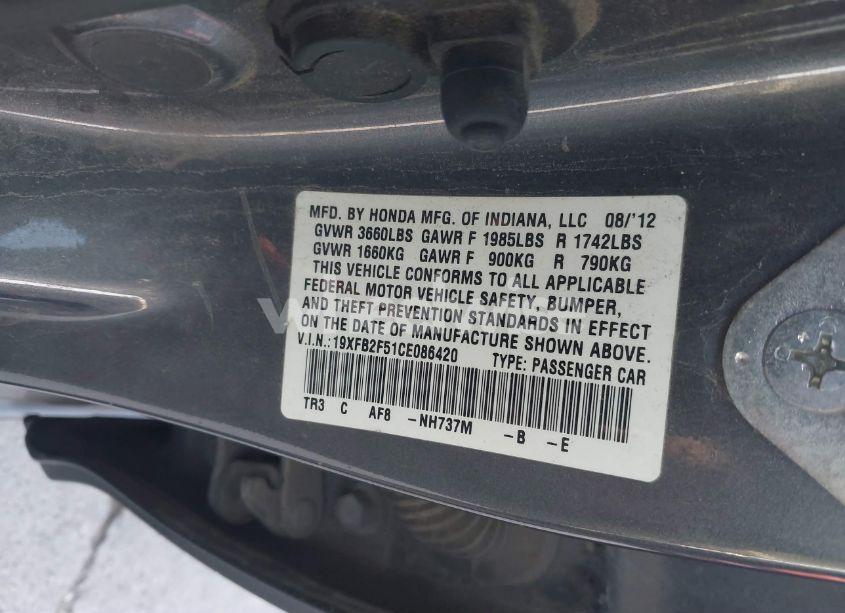 MFD. BY HONDA MFG. OF INDIANA, LLC 08/'12
GVWR 3660LBS GAWR F 1985LBS R 1742LBS
GVWR 1660KG GAWR F 900KG R 790KG
THIS VEHICLE CONFORMS TO ALL APPLICABLE
FEDERAL MOTOR VEHICLE SAFETY, BUMPER,
AND THEFT PREVENTION STANDARDS IN EFFECT
ON THE DATE OF MANUFACTURE SHOWN ABOVE.
V.I.N.:19XFB2F51CE086420 TYPE: PASSENGER CAR
TR3 C AF8 -NH737M -B -E